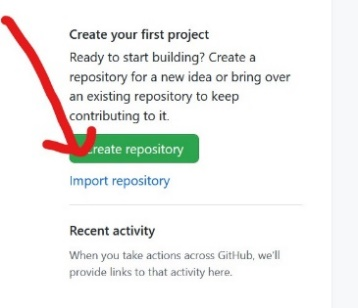 Create your first project
Ready to start building? Create a
repository for a new idea or bring over
an existing repository to keep
contributing to it.
Create repository
Import repository
Recent activity
When you take actions across GitHub, we'll
provide links to that activity here.